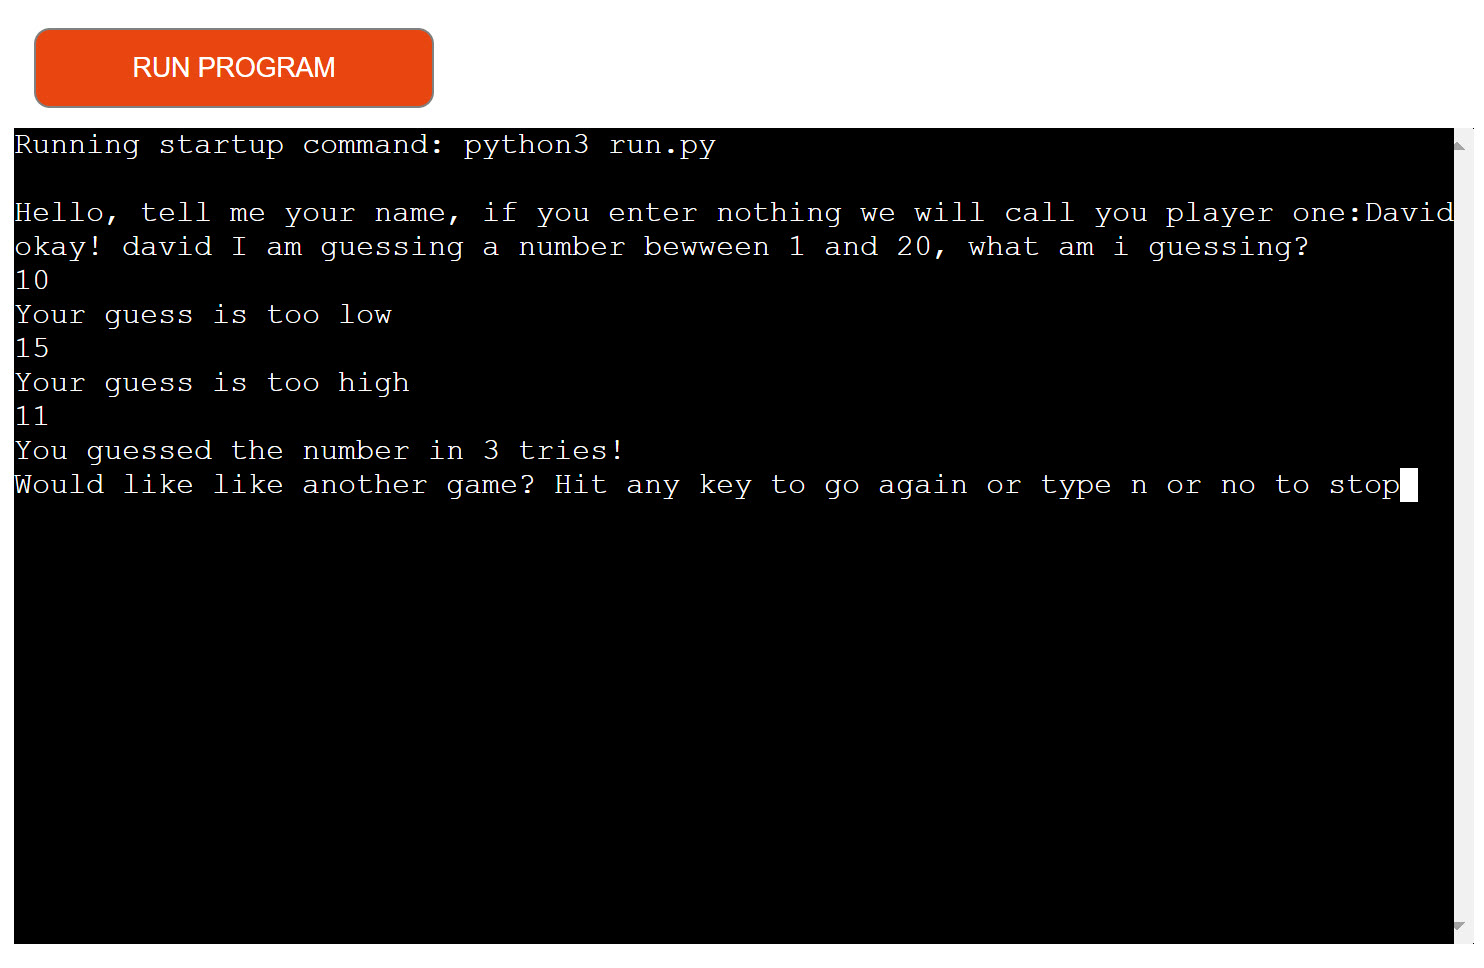 RUN PROGRAM
Running startup command: python3 run.py
Hello, tell me your name, if you enter nothing we will call you player one:David
okay! david I am guessing a number bewween 1 and 20, what am i guessing?
10
Your guess is too low
15
Your guess is too high
11
You guessed the number in 3 tries!
Would like like another game? Hit any key to go again or type n or no to stop